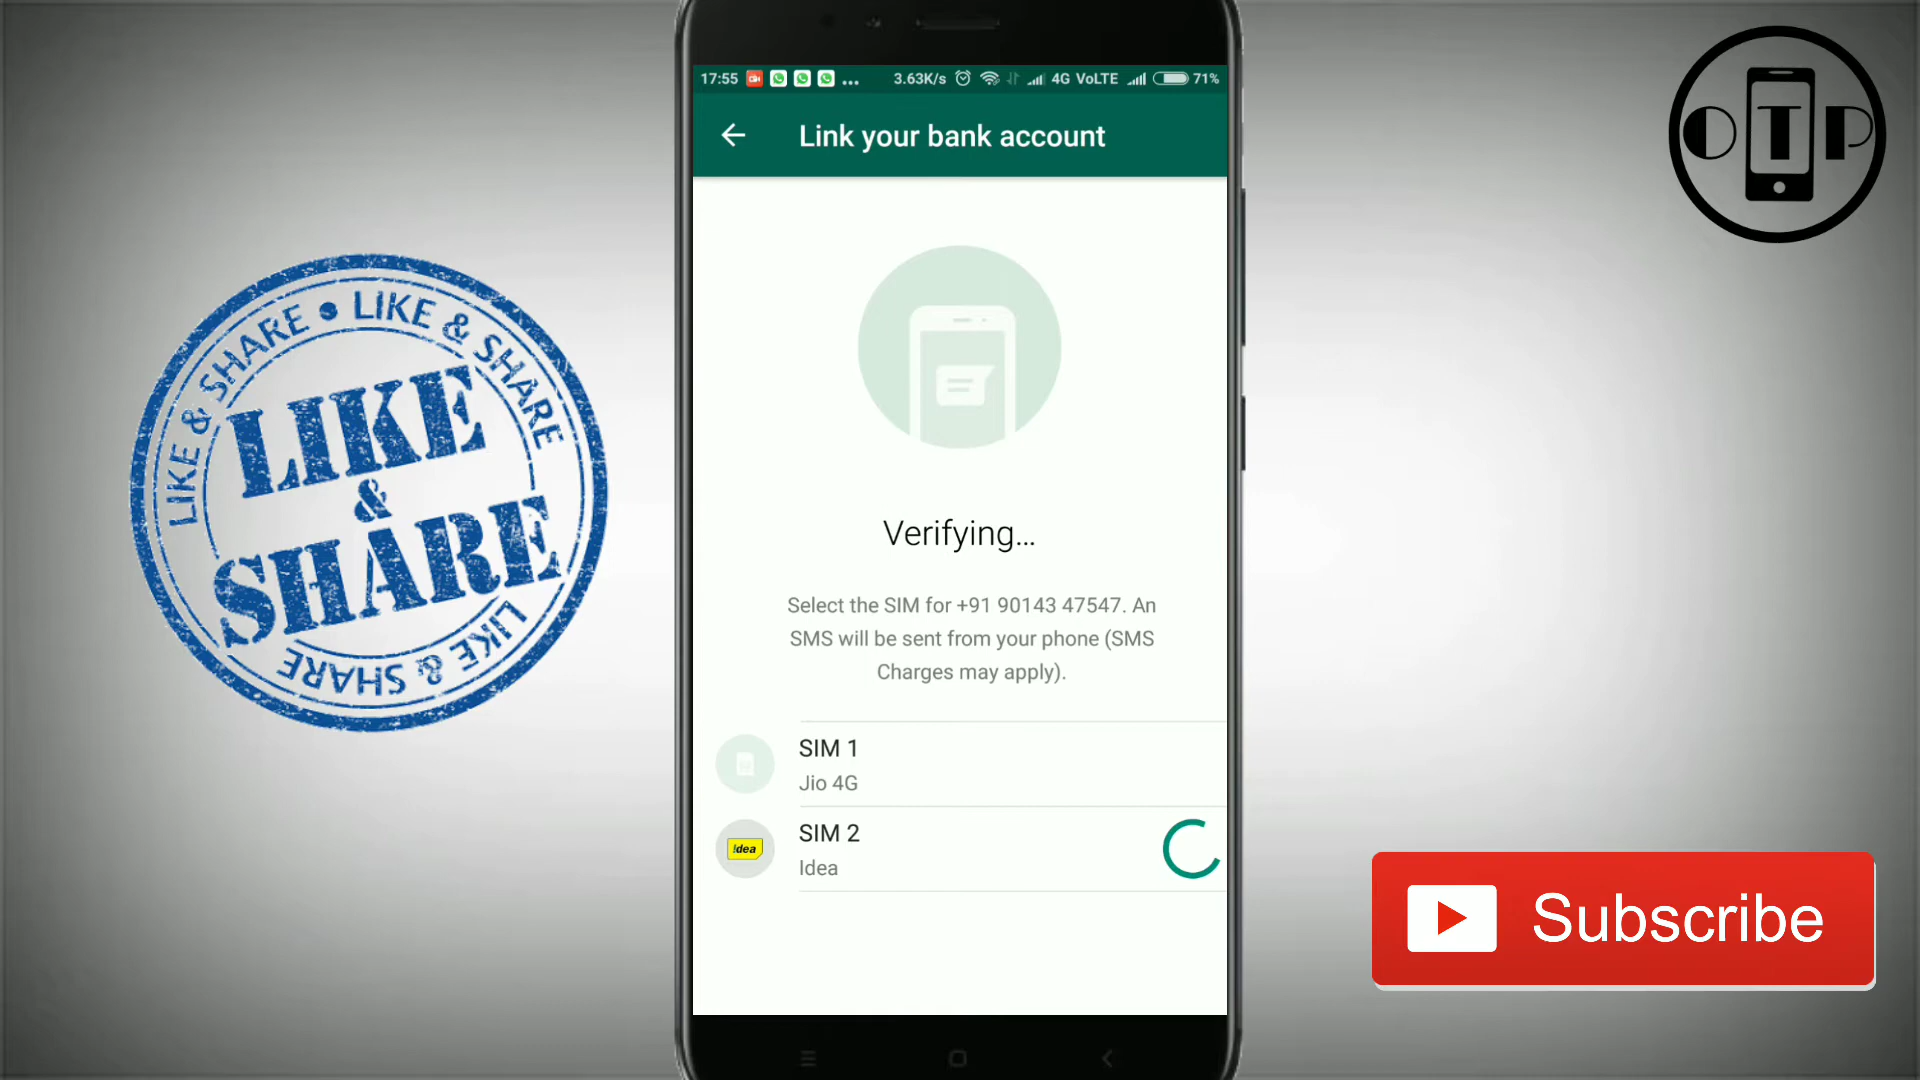 17:55 ... 3.63K/s 4G VoLTE 71%
Link your bank account
OTP
LIKE & SHARE • LIKE & SHARE
LIKE
&
SHARE
LIKE & SHARE
Verifying...
Select the SIM for +91 90143 47547. An
SMS will be sent from your phone (SMS
Charges may apply).
SIM 1
Jio 4G
!dea
SIM 2
Idea
Subscribe